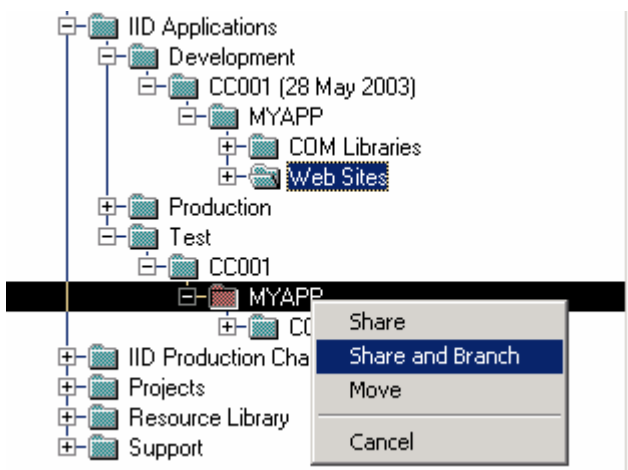 IID Applications
Development
CC001 (28 May 2003)
MYAPP
COM Libraries
Web Sites
Production
Test
CC001
MYAPP
Share
Share and Branch
IID Production Cha
Move
Projects
Resource Library
Cancel
Support